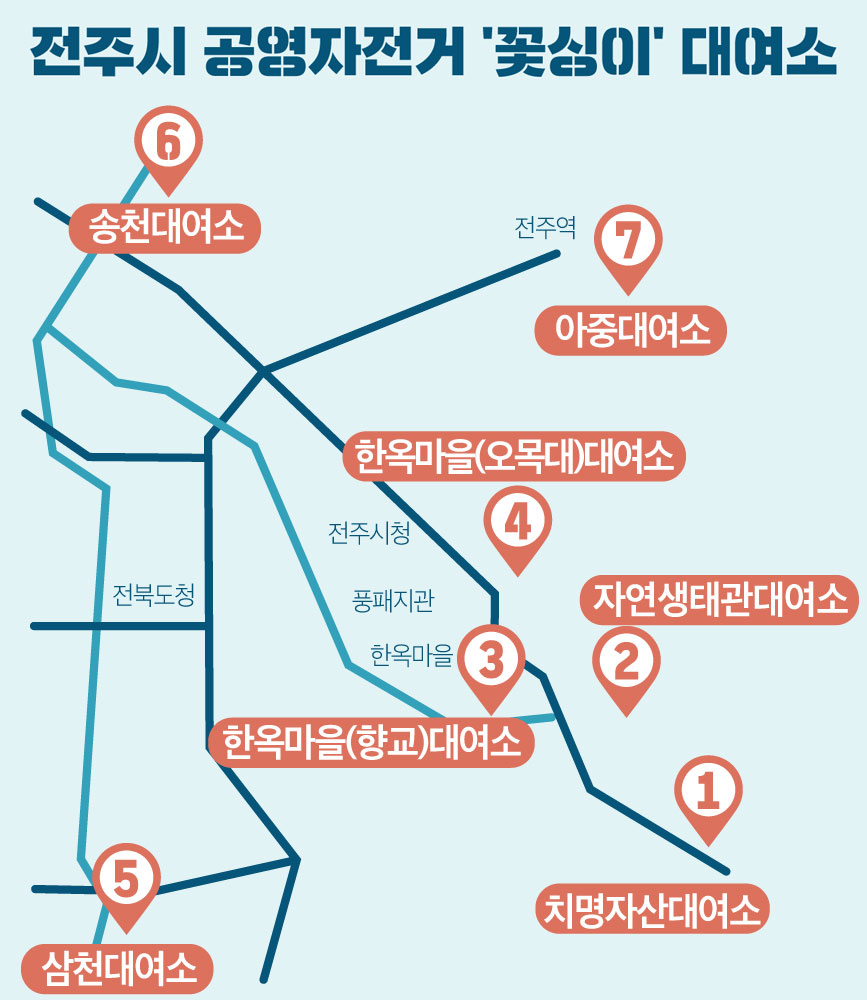 전주시 공영자전거 '꽃싱이' 대여소
6
송천대여소
전주역
7
아중대여소
한옥마을(오목대)대여소
4
전주시청
전북도청
풍패지관
자연생태관대여소
2
한옥마을
3
한옥마을(향교)대여소
1
치명자산대여소
5
삼천대여소